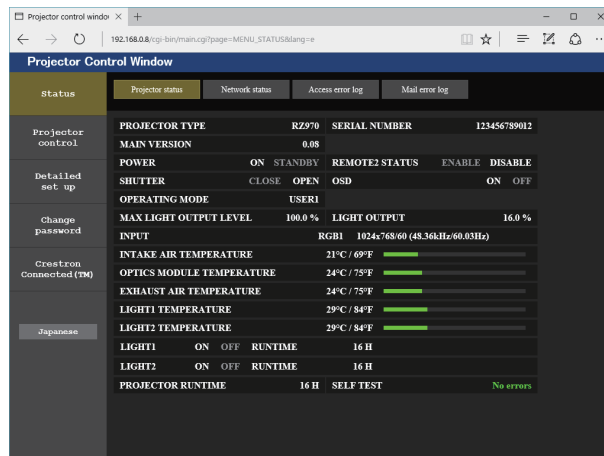 Projector control windo
192.168.0.8/cgi-bin/main.cgi?page=MENU_STATUS&lang=e
Projector Control Window
Status
Projector status Network status Access error log Mail error log
Projector control
Detailed set up
Change password
Crestron Connected(TM)
Japanese
PROJECTOR TYPE RZ970 SERIAL NUMBER 123456789012
MAIN VERSION 0.08
POWER ON STANDBY REMOTE2 STATUS ENABLE DISABLE
SHUTTER CLOSE OPEN OSD ON OFF
OPERATING MODE USER1
MAX LIGHT OUTPUT LEVEL 100.0 % LIGHT OUTPUT 16.0 %
INPUT RGB1 1024x768/60 (48.36kHz/60.03Hz)
INTAKE AIR TEMPERATURE 21°C / 69°F
OPTICS MODULE TEMPERATURE 24°C / 75°F
EXHAUST AIR TEMPERATURE 24°C / 75°F
LIGHT1 TEMPERATURE 29°C / 84°F
LIGHT2 TEMPERATURE 29°C / 84°F
LIGHT1 ON OFF RUNTIME 16 H
LIGHT2 ON OFF RUNTIME 16 H
PROJECTOR RUNTIME 16 H SELF TEST No errors